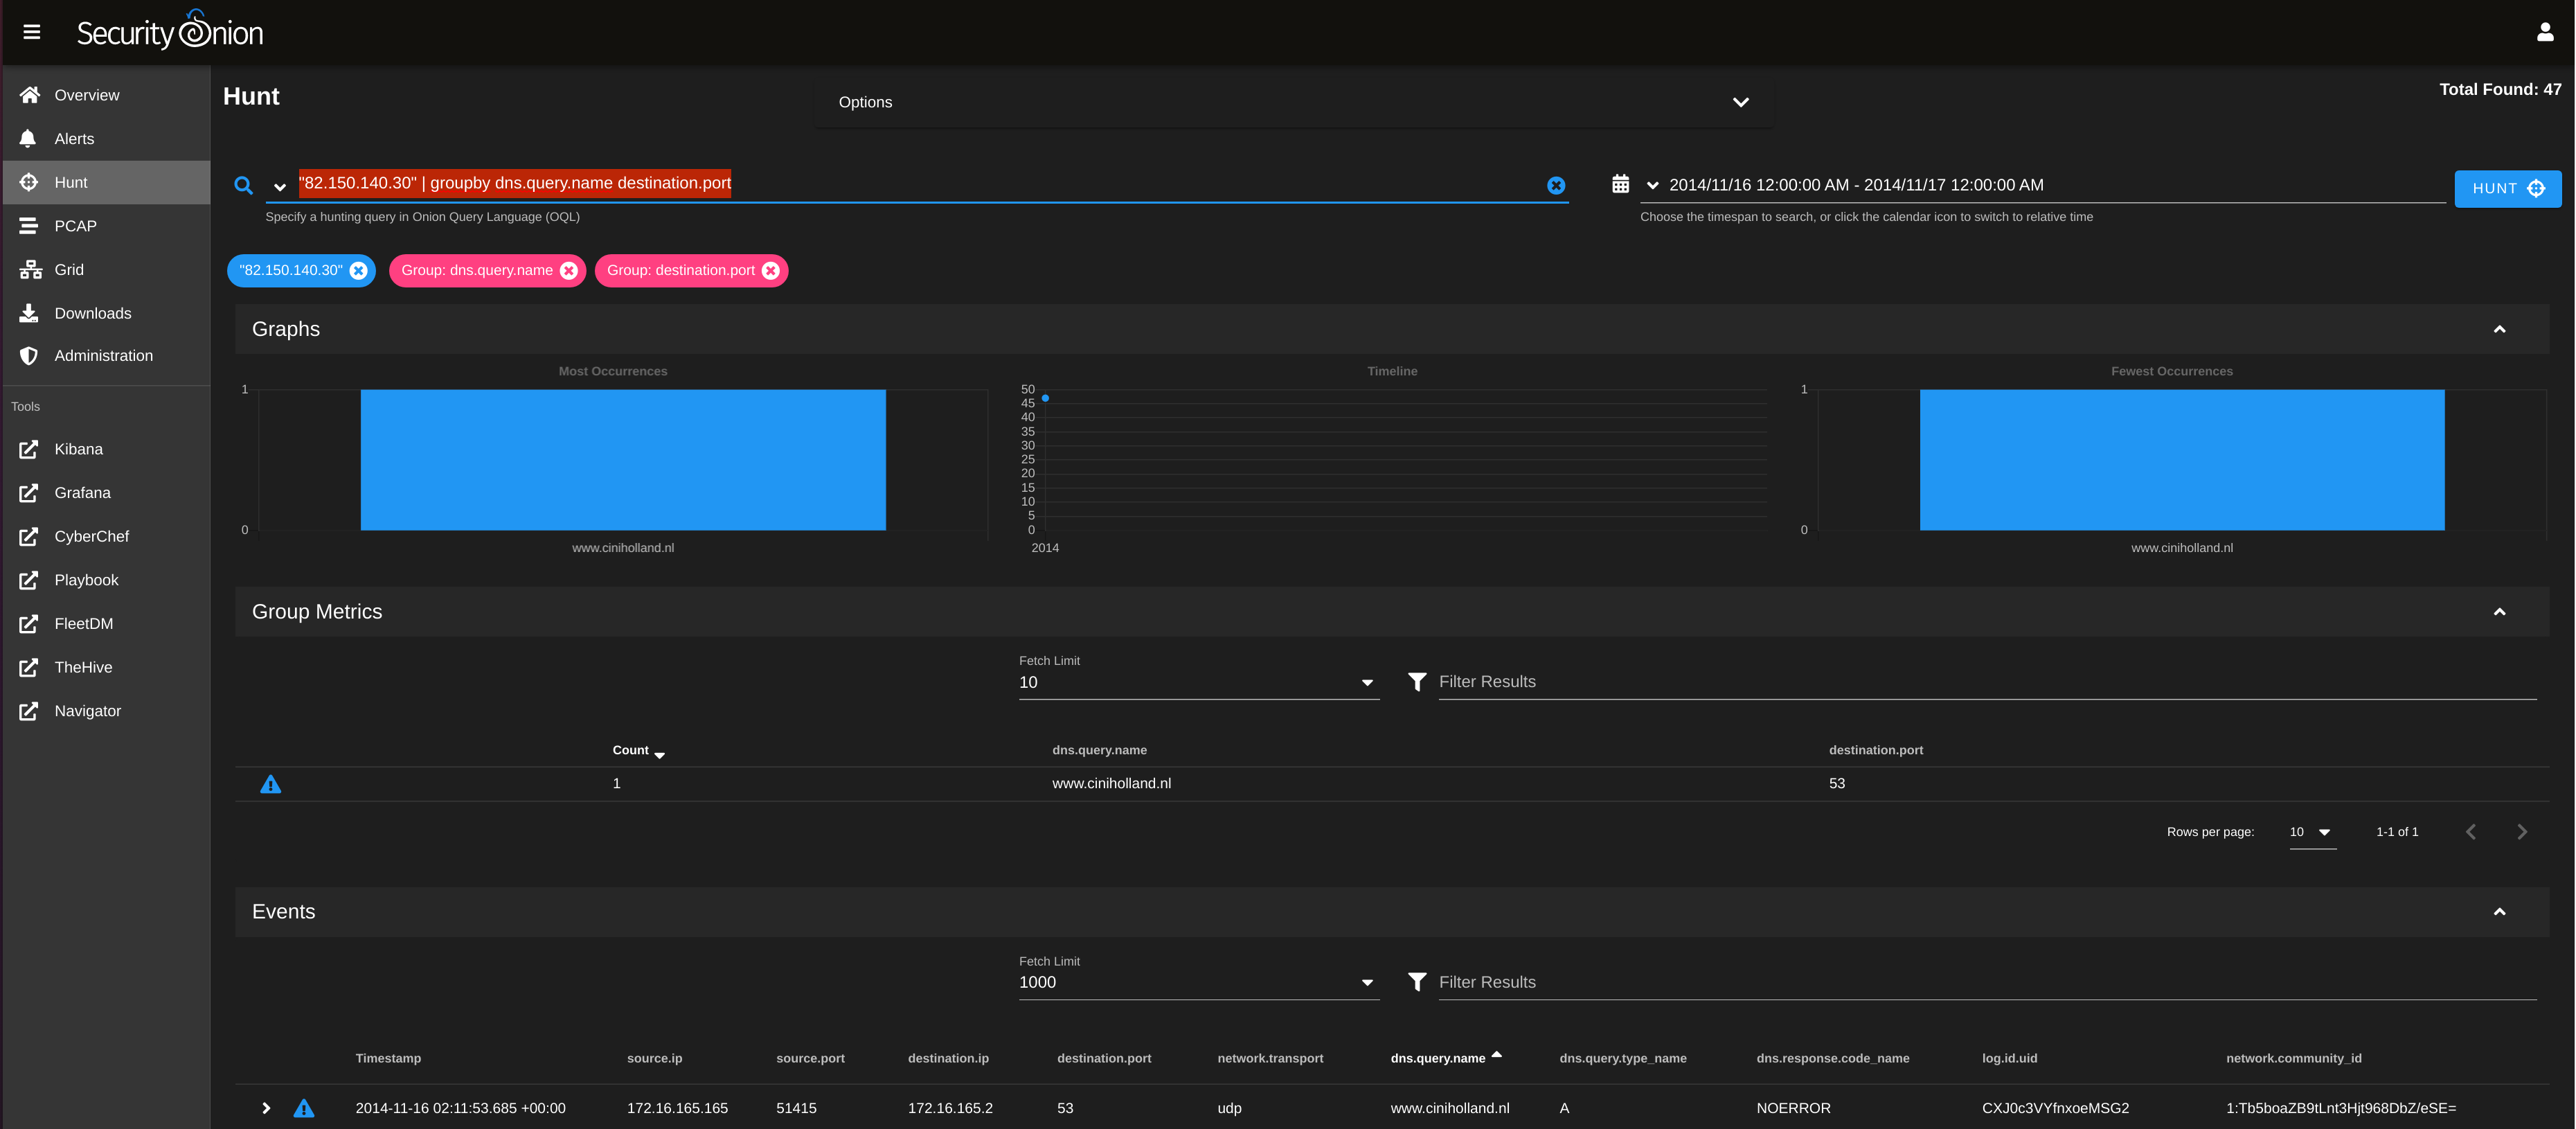 Security Onion
Overview
Alerts
Hunt
PCAP
Grid
Downloads
Administration
Tools
Kibana
Grafana
CyberChef
Playbook
FleetDM
TheHive
Navigator
Hunt
Options
Total Found: 47
"82.150.140.30" | groupby dns.query.name destination.port
Specify a hunting query in Onion Query Language (OQL)
2014/11/16 12:00:00 AM - 2014/11/17 12:00:00 AM
Choose the timespan to search, or click the calendar icon to switch to relative time
HUNT
"82.150.140.30" Group: dns.query.name Group: destination.port
Graphs
Most Occurrences
1
0
www.ciniholland.nl
Timeline
50
45
40
35
30
25
20
15
10
5
0
2014
Fewest Occurrences
1
0
www.ciniholland.nl
Group Metrics
Fetch Limit
10
Filter Results
Count dns.query.name destination.port
1 www.ciniholland.nl 53
Rows per page: 10 1-1 of 1
Events
Fetch Limit
1000
Filter Results
Timestamp source.ip source.port destination.ip destination.port network.transport dns.query.name dns.query.type_name dns.response.code_name log.id.uid network.community_id
2014-11-16 02:11:53.685 +00:00 172.16.165.165 51415 172.16.165.2 53 udp www.ciniholland.nl A NOERROR CXJ0c3VYfnxoeMSG2 1:Tb5boaZB9tLnt3Hjt968DbZ/eSE=